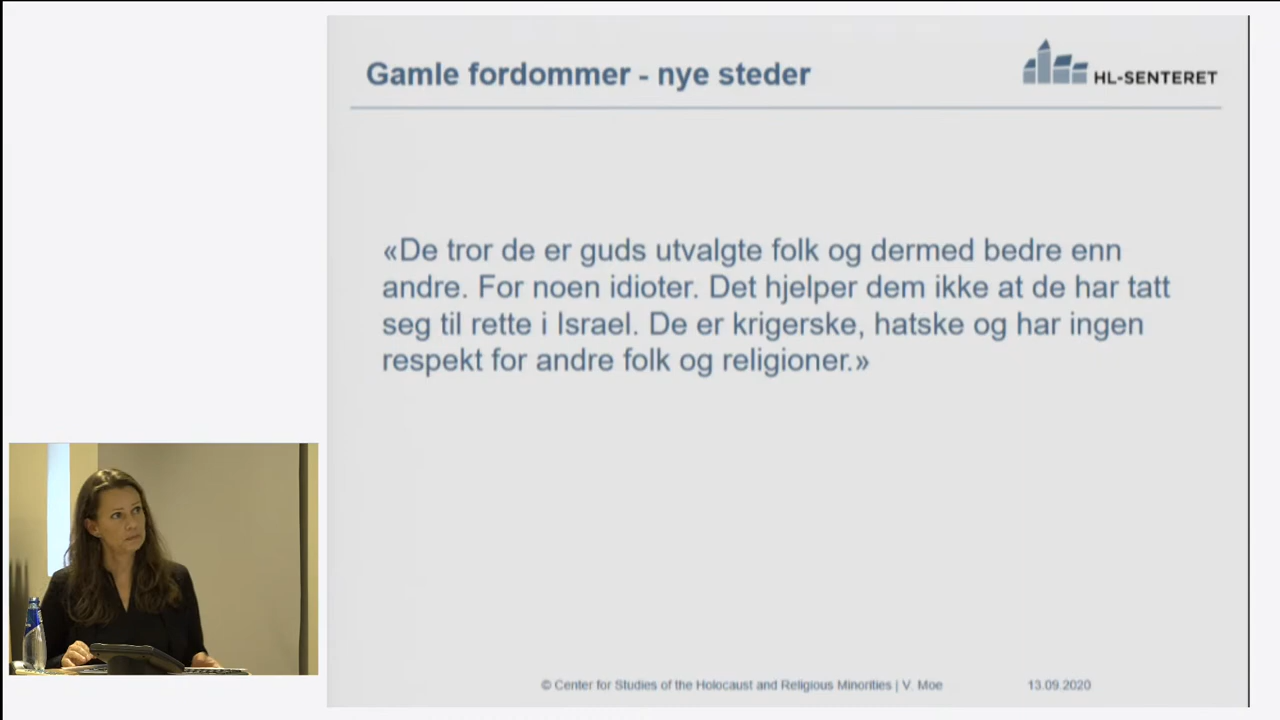 Gamle fordommer - nye steder
HL-SENTERET
«De tror de er guds utvalgte folk og dermed bedre enn
andre. For noen idioter. Det hjelper dem ikke at de har tatt
seg til rette i Israel. De er krigerske, hatske og har ingen
respekt for andre folk og religioner.»
© Center for Studies of the Holocaust and Religious Minorities | V. Moe
13.09.2020